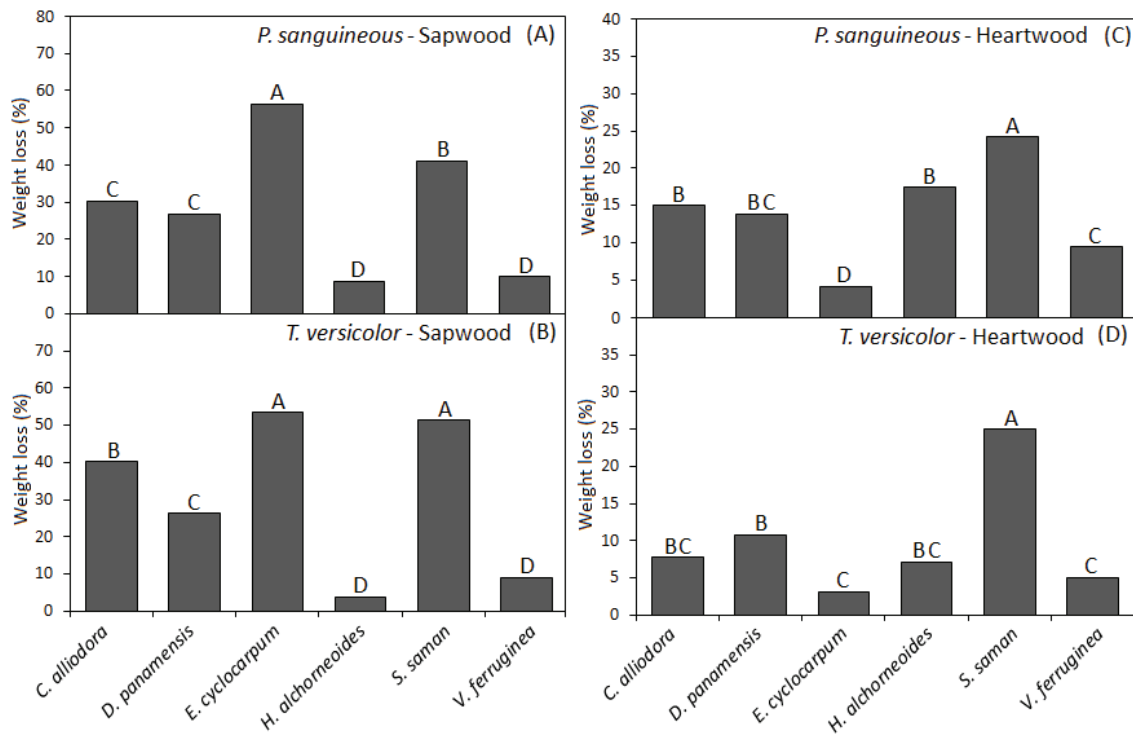 P. sanguineous - Sapwood (A)
Weight loss (%)
80
70
60
50
40
30
20
10
0
C
C
A
D
B
D
T. versicolor - Sapwood (B)
Weight loss (%)
70
60
50
40
30
20
10
0
B
C
A
D
A
D
C. alliodora
D. panamensis
E. cyclocarpum
H. alchorneoides
S. saman
V. ferruginea
P. sanguineous - Heartwood (C)
Weight loss (%)
40
35
30
25
20
15
10
5
0
B
BC
D
B
A
C
T. versicolor - Heartwood (D)
Weight loss (%)
35
30
25
20
15
10
5
0
BC
B
C
BC
A
C
C. alliodora
D. panamensis
E. cyclocarpum
H. alchorneoides
S. saman
V. ferruginea